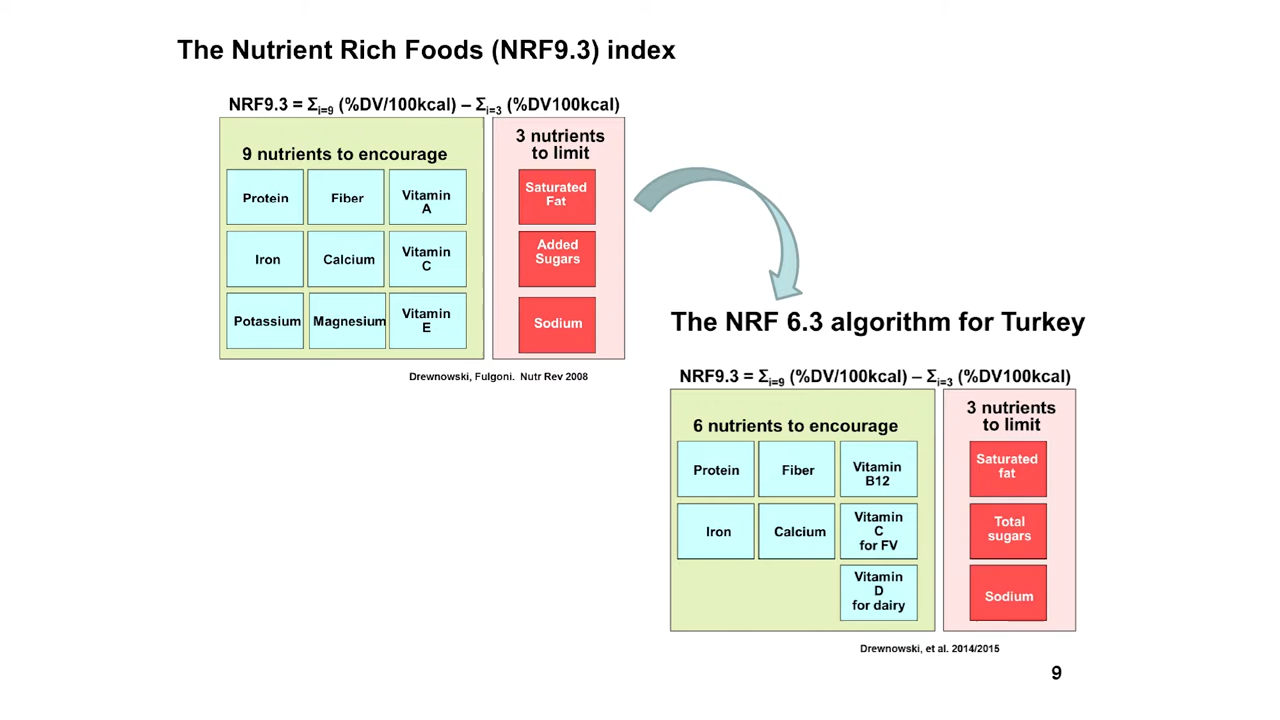 The Nutrient Rich Foods (NRF9.3) index
NRF9.3 = Σi=9 (%DV/100kcal) – Σi=3 (%DV100kcal)
9 nutrients to encourage
3 nutrients
to limit
Protein
Fiber
Vitamin
A
Saturated
Fat
Iron
Calcium
Vitamin
C
Added
Sugars
Potassium
Magnesium
Vitamin
E
Sodium
Drewnowski, Fulgoni. Nutr Rev 2008
The NRF 6.3 algorithm for Turkey
NRF9.3 = Σi=9 (%DV/100kcal) – Σi=3 (%DV100kcal)
6 nutrients to encourage
3 nutrients
to limit
Protein
Fiber
Vitamin
B12
Saturated
fat
Iron
Calcium
Vitamin
C
for FV
Total
sugars
Vitamin
D
for dairy
Sodium
Drewnowski, et al. 2014/2015
9